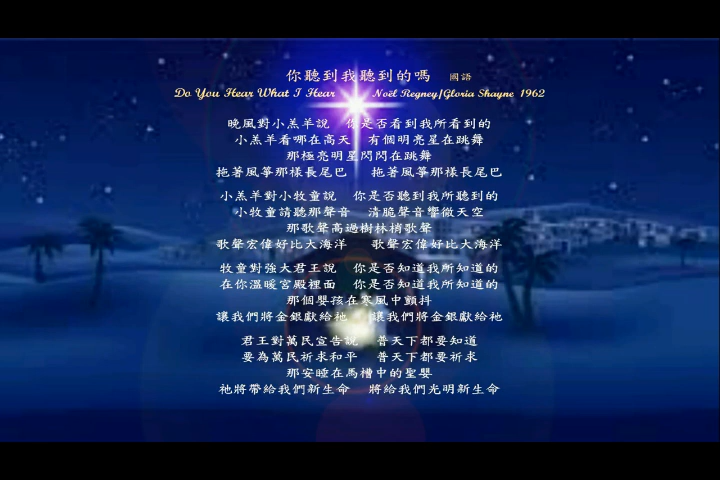 你聽到我聽到的嗎 國語
Do You Hear What I Hear Noël Regney/Gloria Shayne 1962
晚風對小羔羊說 你是否看到我所看到的
小羔羊看哪在高天 有個明亮星在跳舞
那極亮明星閃閃在跳舞
拖著風箏那樣長尾巴 拖著風箏那樣長尾巴
小羔羊對小牧童說 你是否聽到我所聽到的
小牧童請聽那聲音 清脆聲音響徹天空
那歌聲高過樹林梢歌聲
歌聲宏偉好比大海洋 歌聲宏偉好比大海洋
牧童對強大君王說 你是否知道我所知道的
在你溫暖宮殿裡面 你是否知道我所知道的
那個嬰孩在寒風中顫抖
讓我們將金銀獻給祂 讓我們將金銀獻給祂
君王對萬民宣告說 普天下都要知道
要為萬民祈求和平 普天下都要祈求
那安睡在馬槽中的聖嬰
祂將帶給我們新生命 將給我們光明新生命